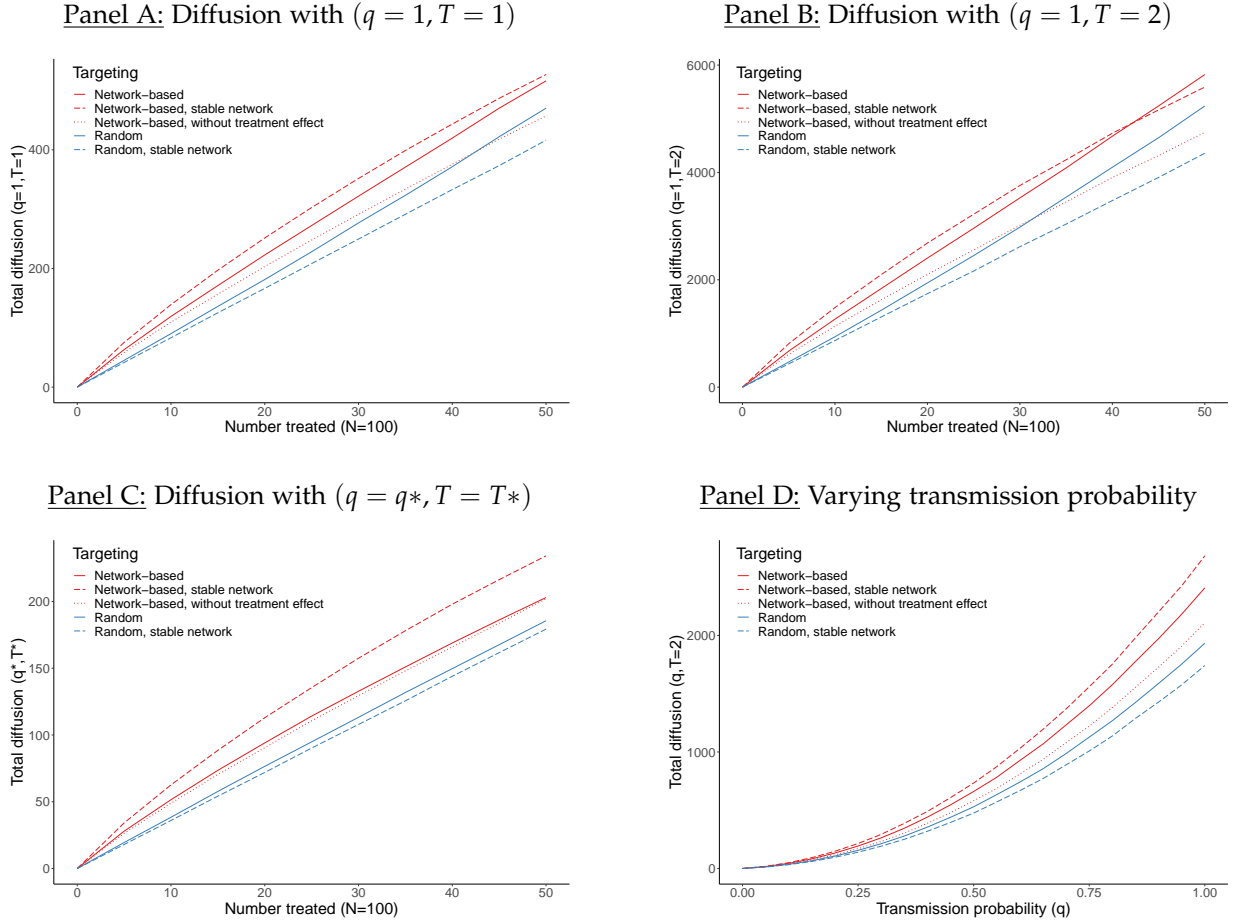 Panel A: Diffusion with (q = 1, T = 1)
Targeting
Network-based
Network-based, stable network
Network-based, without treatment effect
Random
Random, stable network
Total diffusion (q=1,T=1)
400
200
0
0 10 20 30 40 50
Number treated (N=100)
Panel B: Diffusion with (q = 1, T = 2)
Targeting
Network-based
Network-based, stable network
Network-based, without treatment effect
Random
Random, stable network
Total diffusion (q=1,T=2)
6000
4000
2000
0
0 10 20 30 40 50
Number treated (N=100)
Panel C: Diffusion with (q = q*, T = T*)
Targeting
Network-based
Network-based, stable network
Network-based, without treatment effect
Random
Random, stable network
Total diffusion (q*,T*)
200
150
100
50
0
0 10 20 30 40 50
Number treated (N=100)
Panel D: Varying transmission probability
Targeting
Network-based
Network-based, stable network
Network-based, without treatment effect
Random
Random, stable network
Total diffusion (q,T=2)
2000
1000
0
0.00 0.25 0.50 0.75 1.00
Transmission probability (q)